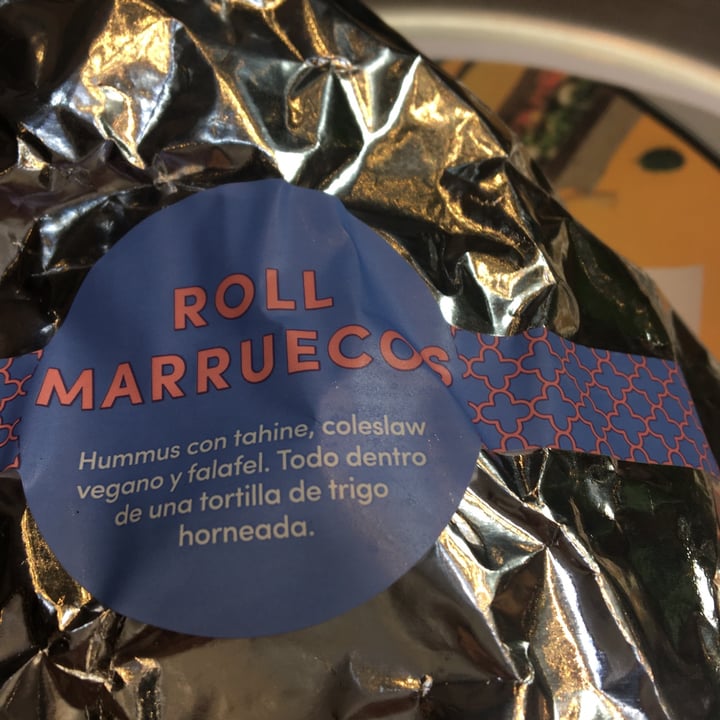 ROLL
MARRUECOS
Hummus con tahine, coleslaw
vegano y falafel. Todo dentro
de una tortilla de trigo
horneada.